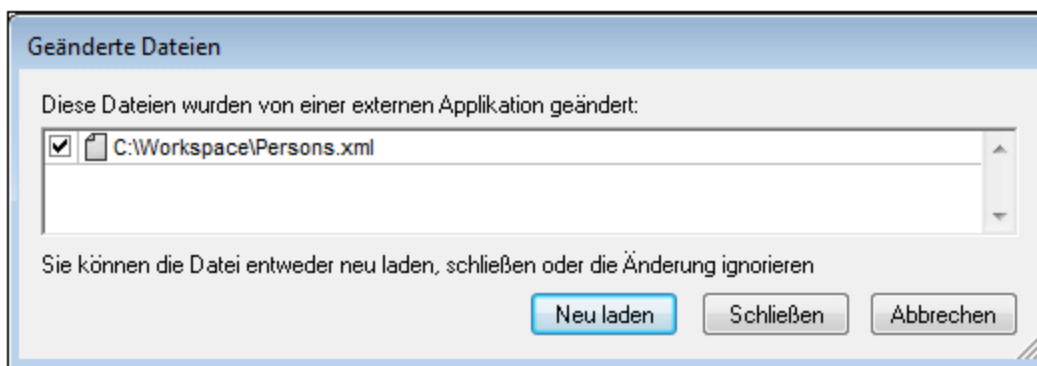 Geänderte Dateien
Diese Dateien wurden von einer externen Applikation geändert:
C:\Workspace\Persons.xml
Sie können die Datei entweder neu laden, schließen oder die Änderung ignorieren
Neu laden Schließen Abbrechen